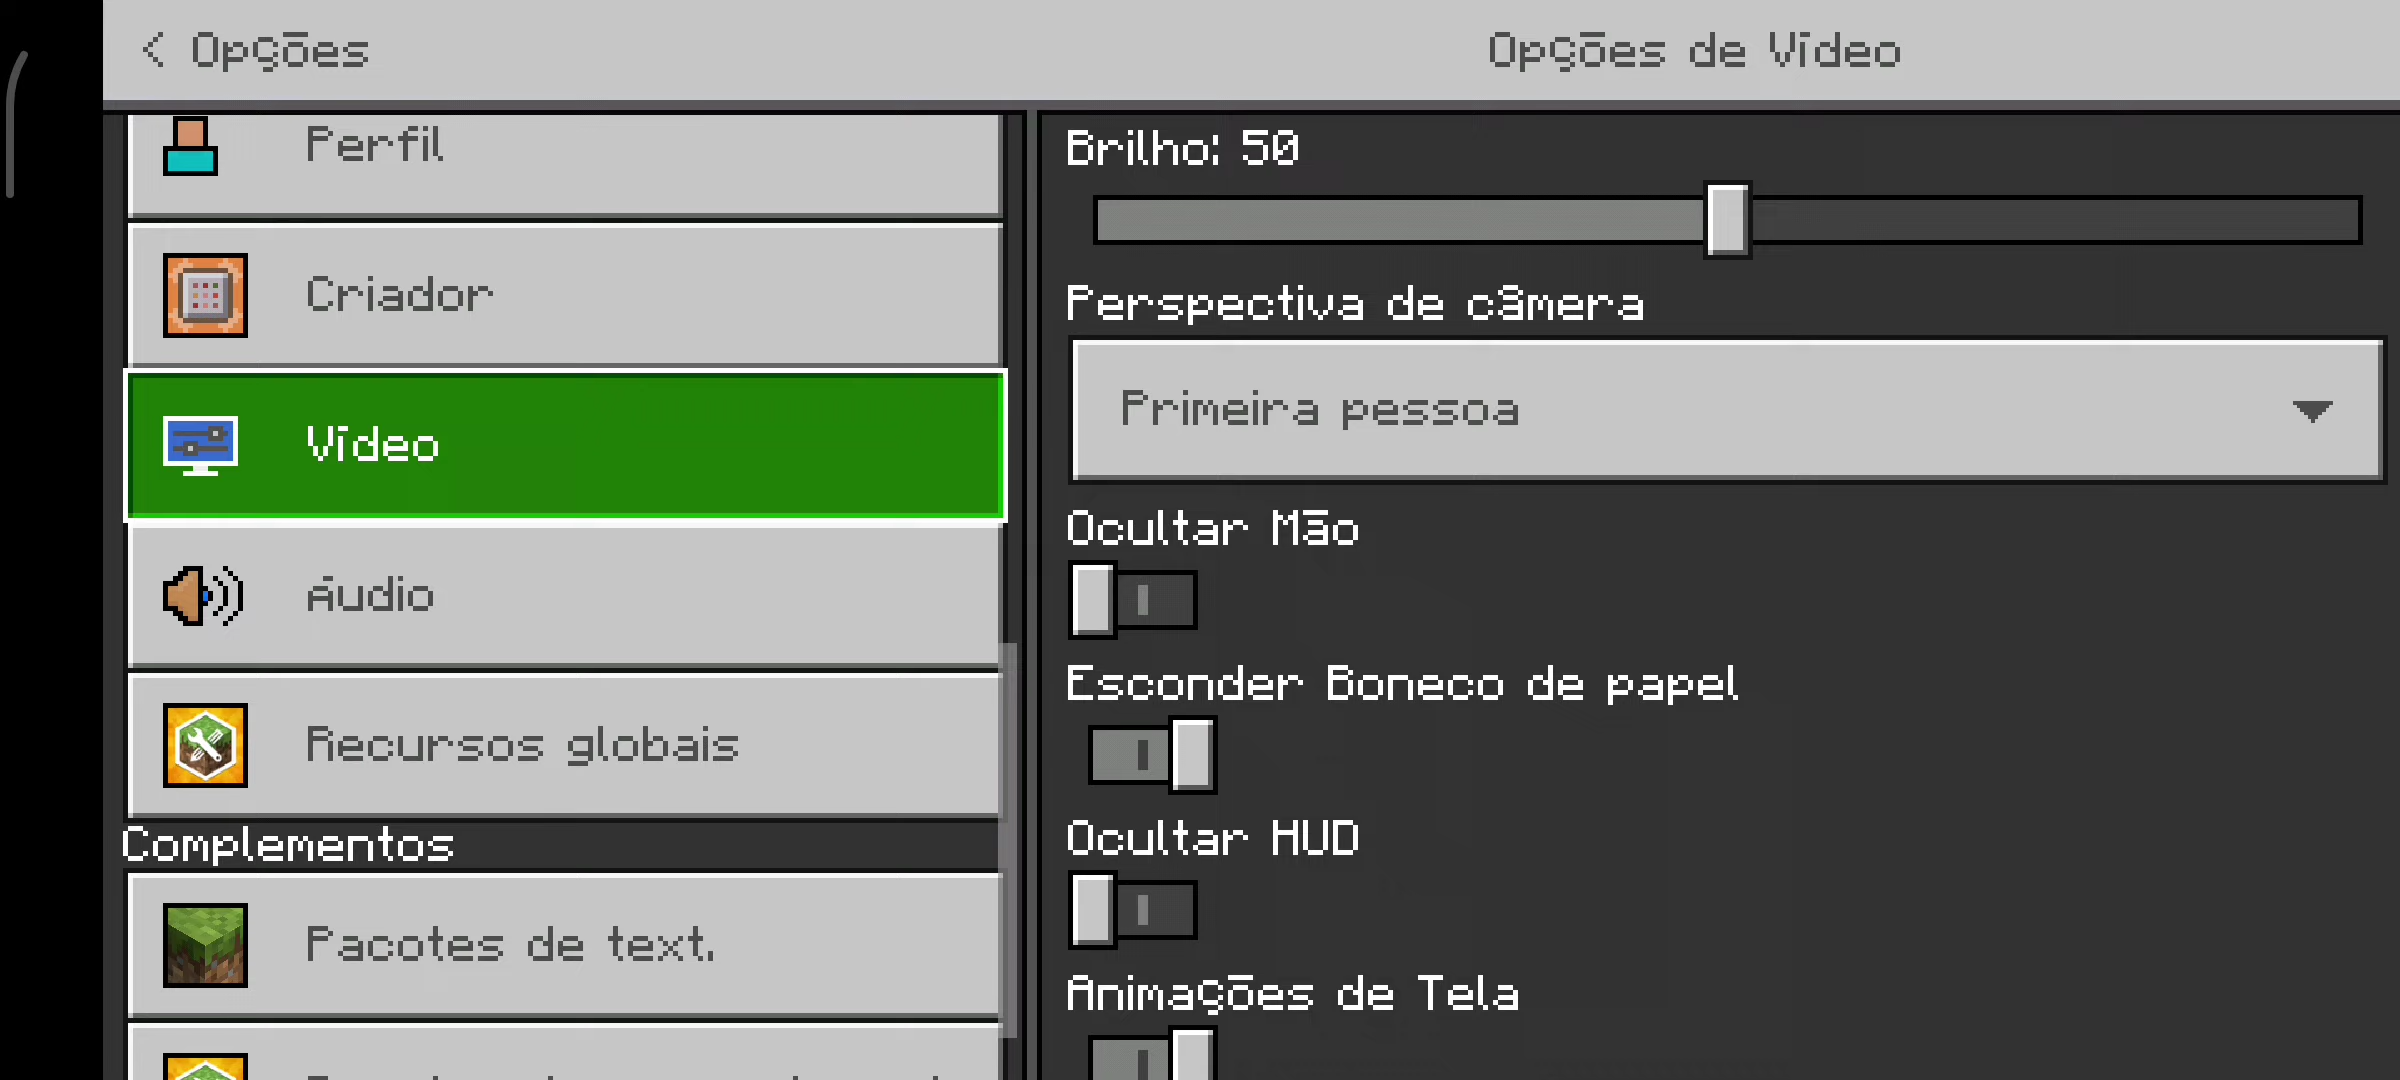 Opções
Opções de Vídeo
Perfil
Criador
Vídeo
Áudio
Recursos globais
Complementos
Pacotes de text.
Brilho: 50
Perspectiva de câmera
Primeira pessoa
Ocultar Mão
Esconder Boneco de papel
Ocultar HUD
Animações de Tela